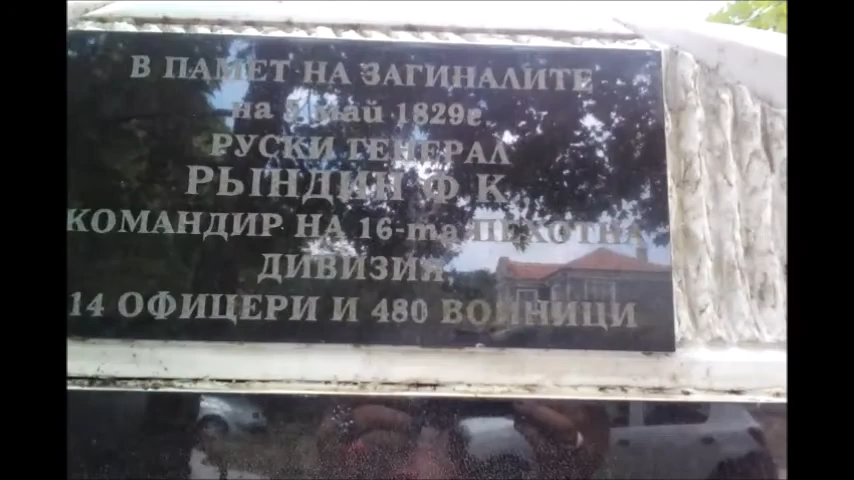 В ПАМЕТ НА ЗАГИНАЛИТЕ
на 5 май 1829г
РУСКИ ГЕНЕРАЛ
РЫНДИН Ф К
КОМАНДИР НА 16-та ПЕХОТНА
ДИВИЗИЯ
14 ОФИЦЕРИ И 480 ВОЙНИЦИ